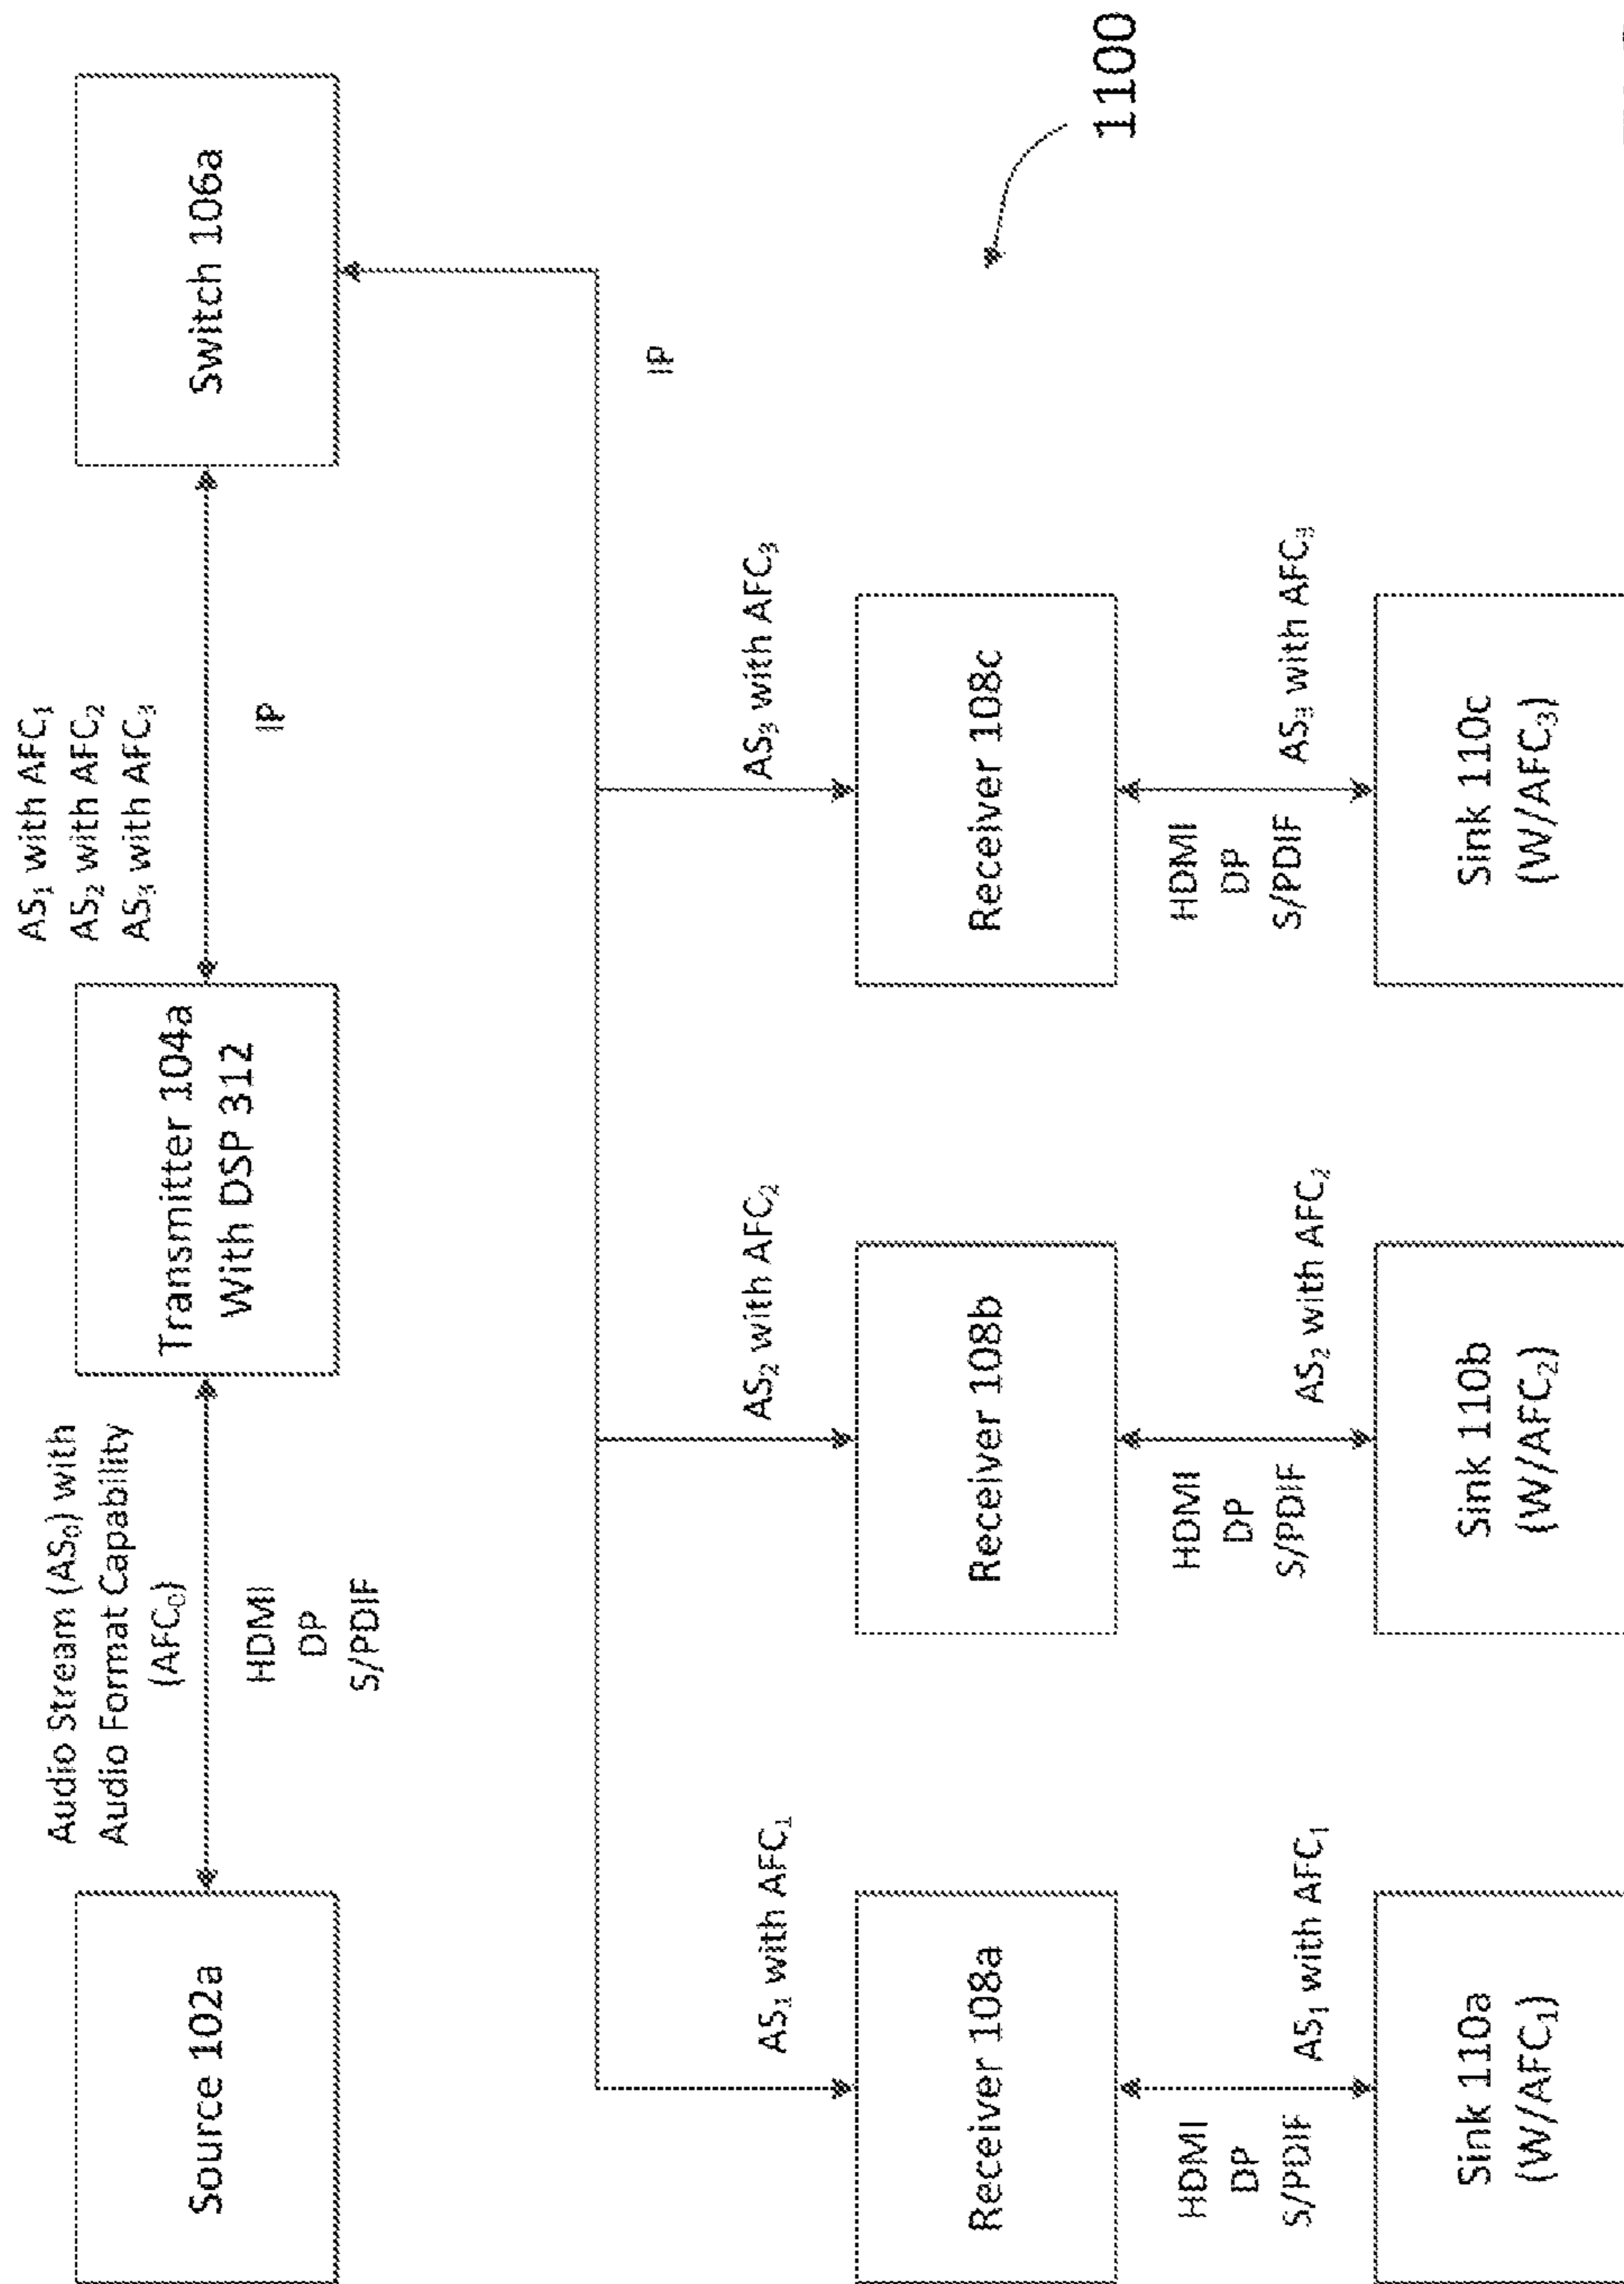 Source 102a
Audio Stream (AS₀) with
Audio Format Capability
(AFC₀)
HDMI
DP
S/PDIF
Transmitter 104a
With DSP 312
AS₁ with AFC₁
AS₂ with AFC₂
AS₃ with AFC₃
IP
Switch 106a
IP
AS₁ with AFC₁
AS₂ with AFC₂
AS₃ with AFC₃
Receiver 108a
Receiver 108b
Receiver 108c
HDMI
DP
S/PDIF
AS₁ with AFC₁
HDMI
DP
S/PDIF
AS₂ with AFC₂
HDMI
DP
S/PDIF
AS₃ with AFC₃
Sink 110a
(W/AFC₁)
Sink 110b
(W/AFC₂)
Sink 110c
(W/AFC₃)
1100